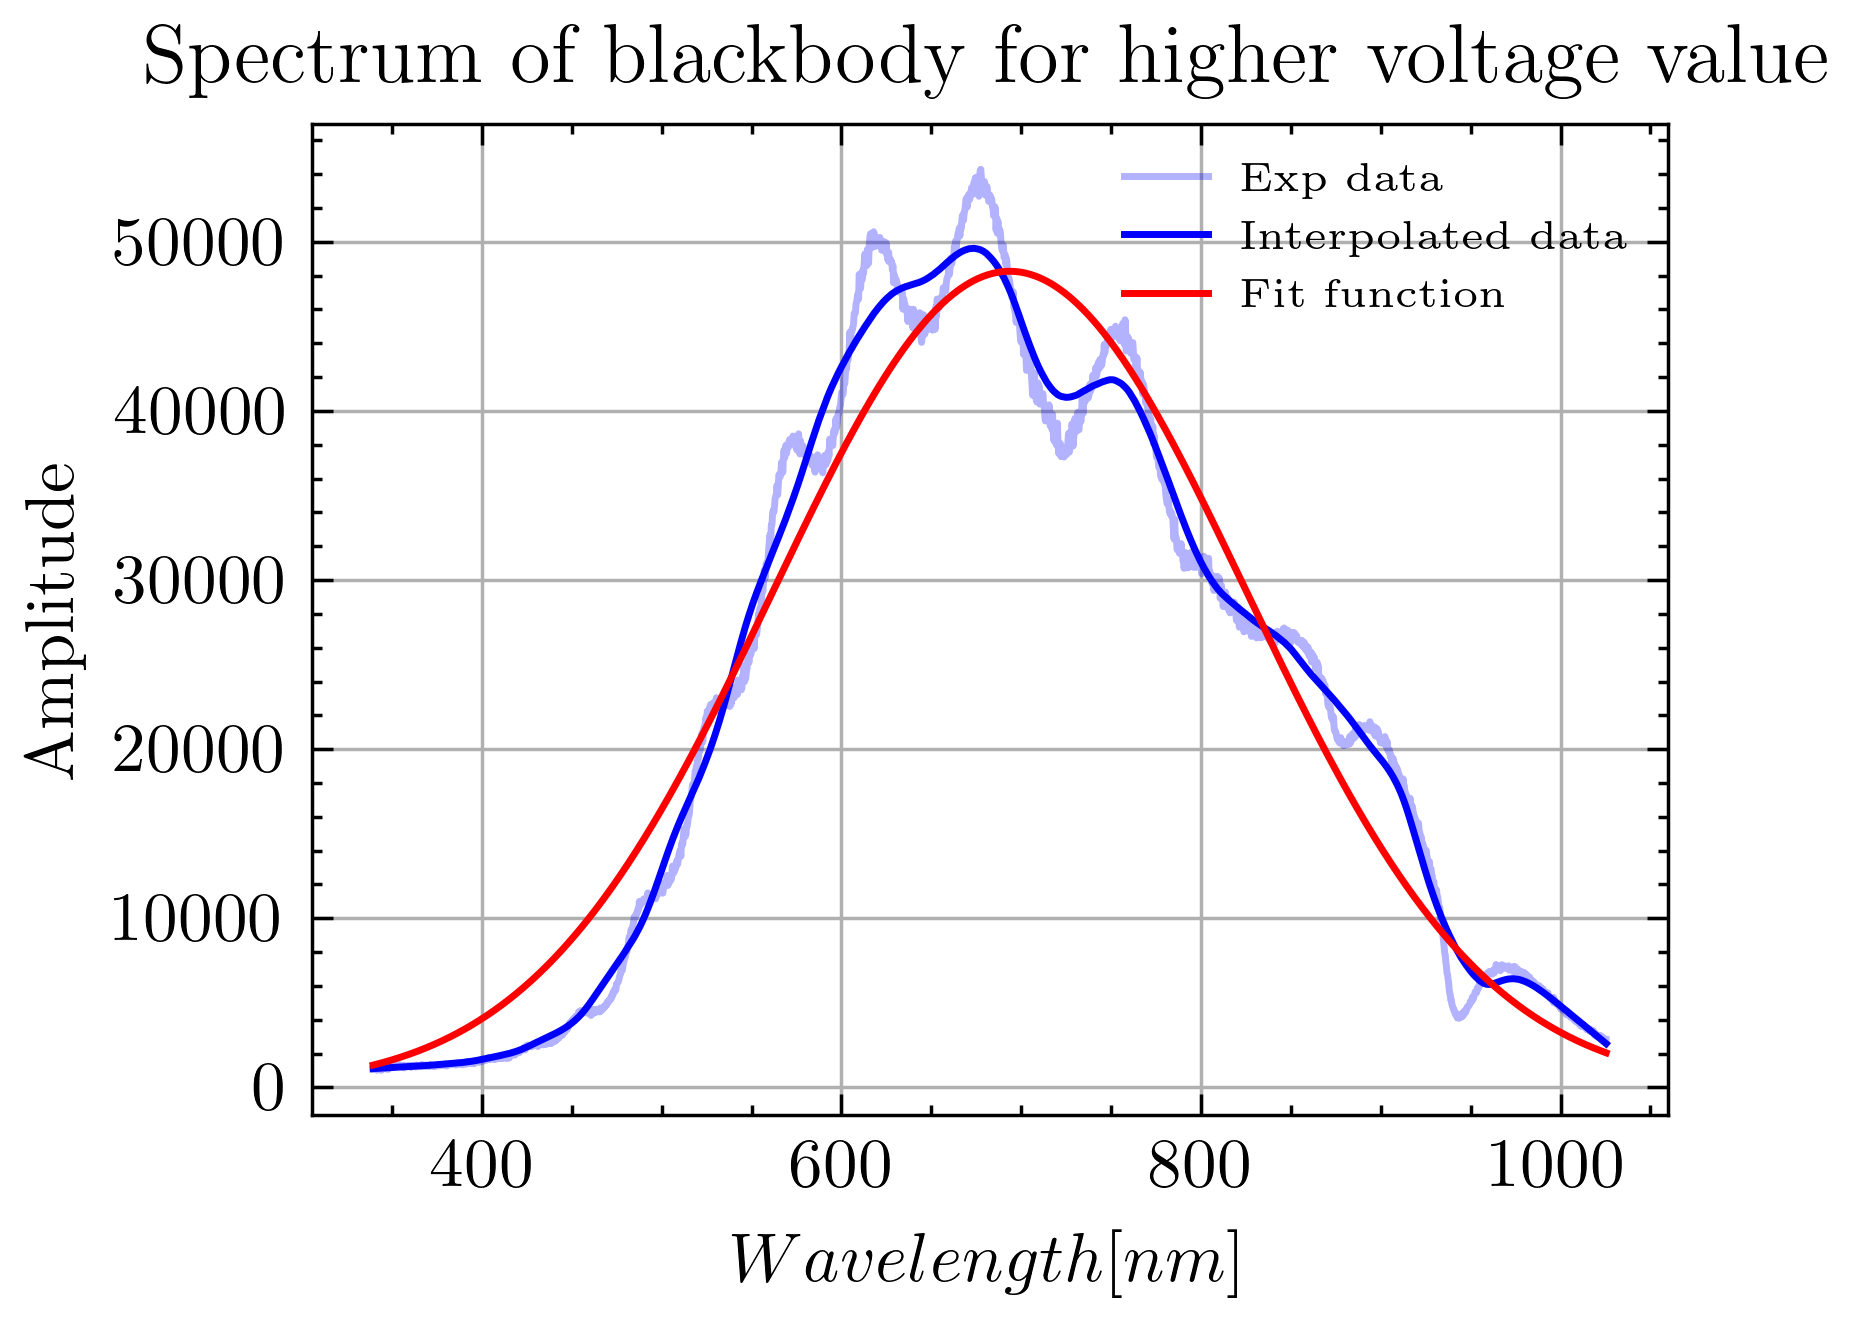 Spectrum of blackbody for higher voltage value
Exp data
Interpolated data
Fit function
50000
40000
30000
20000
10000
0
Amplitude
400 600 800 1000
Wavelength[nm]